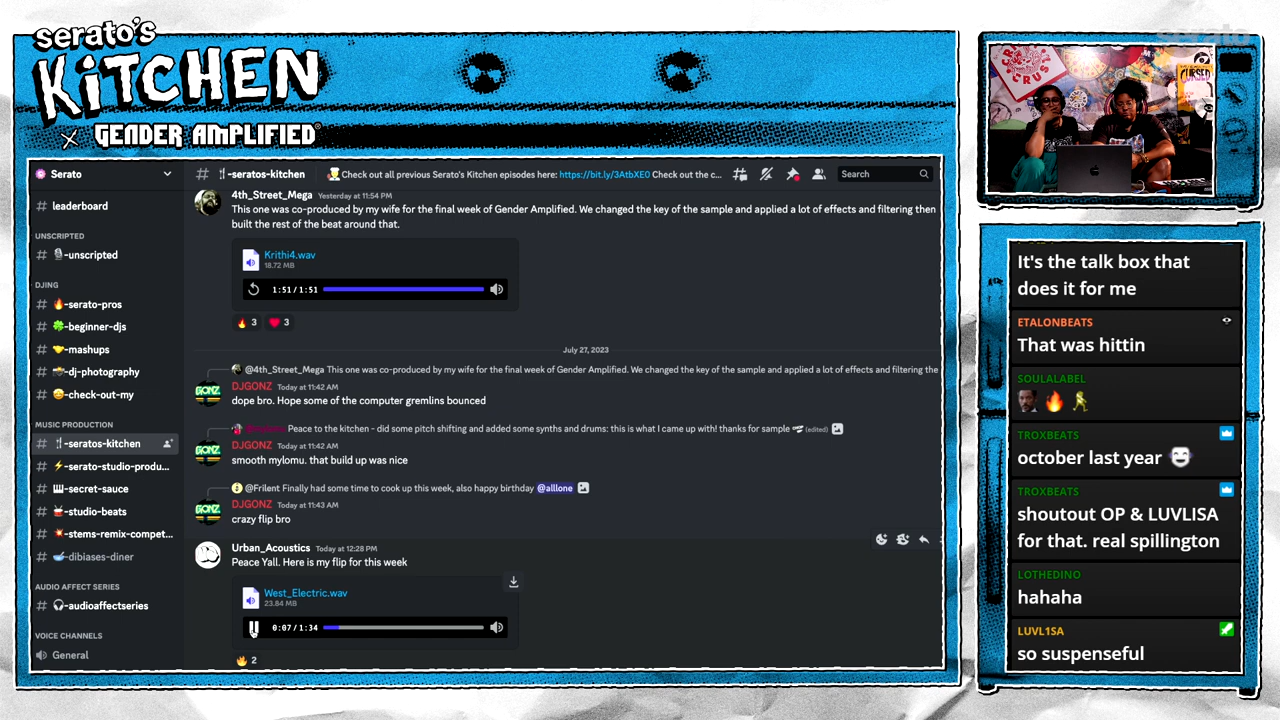 serato's
KiTCHEN
X GENDER AMPLIFIED
serato
CURSED
Serato
# leaderboard
UNSCRIPTED
# -unscripted
DJING
# 🔥-serato-pros
# 🍀-beginner-djs
# -mashups
# -dj-photography
# -check-out-my
MUSIC PRODUCTION
# 🍴-seratos-kitchen
# ⚡-serato-studio-produ...
# 🎹-secret-sauce
# 🥁-studio-beats
# 💥-stems-remix-compet...
# -dibiases-diner
AUDIO AFFECT SERIES
# 🎧-audioaffectseries
VOICE CHANNELS
General
# 🍴-seratos-kitchen
Check out all previous Serato's Kitchen episodes here: https://bit.ly/3AtbXE0 Check out the c...
Search
4th_Street_Mega Yesterday at 11:54 PM
This one was co-produced by my wife for the final week of Gender Amplified. We changed the key of the sample and applied a lot of effects and filtering then
built the rest of the beat around that.
Krithi4.wav
18.72 MB
1:51 / 1:51
🔥 3 ❤️ 3
July 27, 2023
@4th_Street_Mega This one was co-produced by my wife for the final week of Gender Amplified. We changed the key of the sample and applied a lot of effects and filtering the
DJGONZ Today at 11:42 AM
GONZ
dope bro. Hope some of the computer gremlins bounced
Peace to the kitchen - did some pitch shifting and added some synths and drums: this is what I came up with! thanks for sample (edited)
DJGONZ Today at 11:42 AM
GONZ
smooth mylomu. that build up was nice
@Frilent Finally had some time to cook up this week, also happy birthday @allone
DJGONZ Today at 11:43 AM
GONZ
crazy flip bro
Urban_Acoustics Today at 12:28 PM
Peace Yall. Here is my flip for this week
West_Electric.wav
23.84 MB
0:07 / 1:34
🔥 2
It's the talk box that
does it for me
ETALONBEATS
That was hittin
SOULALABEL
TROXBEATS
october last year
TROXBEATS
shoutout OP & LUVLISA
for that. real spillington
LOTHEDINO
hahaha
LUVL1SA
so suspenseful